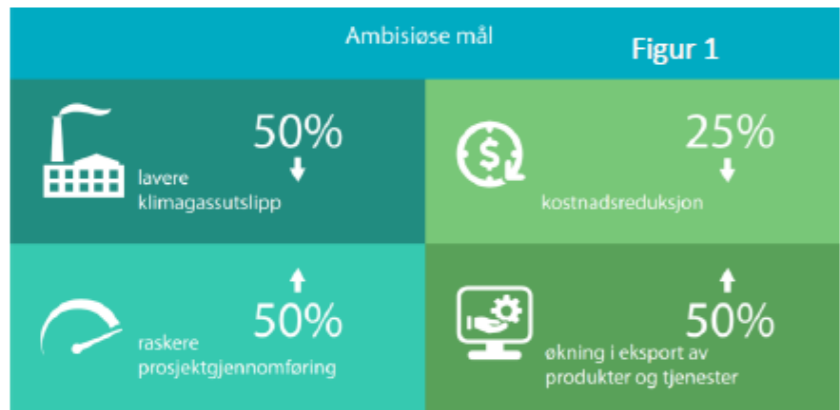 Ambisiøse mål
Figur 1
50%
lavere
klimagassutslipp
$
25%
kostnadsreduksjon
50%
raskere
prosjektgjennomføring
50%
økning i eksport av
produkter og tjenester